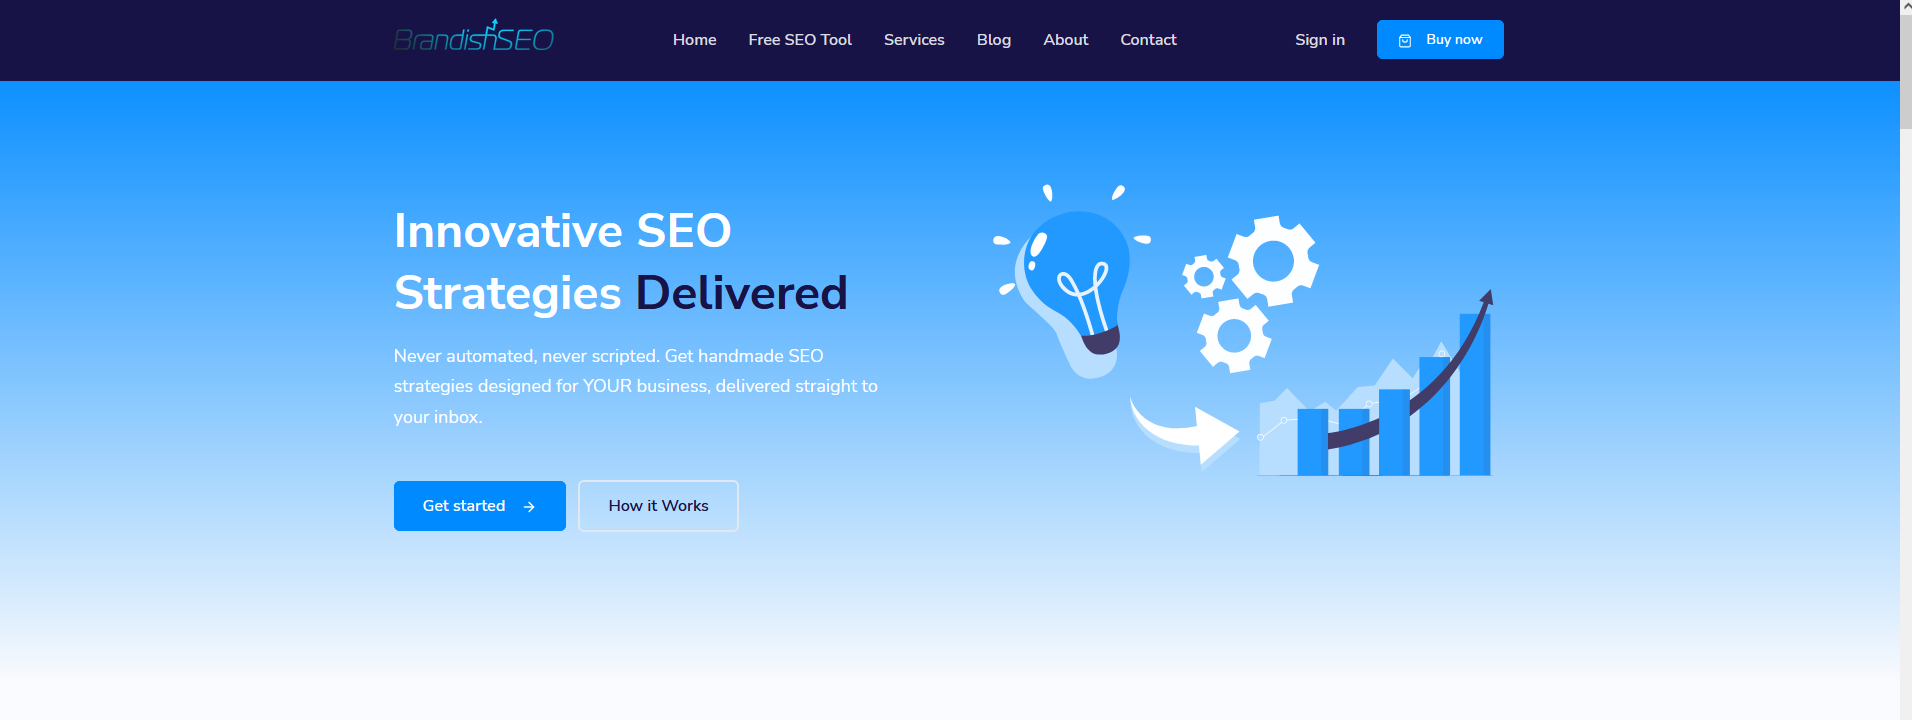 BrandishSEO
Home
Free SEO Tool
Services
Blog
About
Contact
Sign in
Buy now
Innovative SEO
Strategies Delivered
Never automated, never scripted. Get handmade SEO
strategies designed for YOUR business, delivered straight to
your inbox.
Get started
How it Works